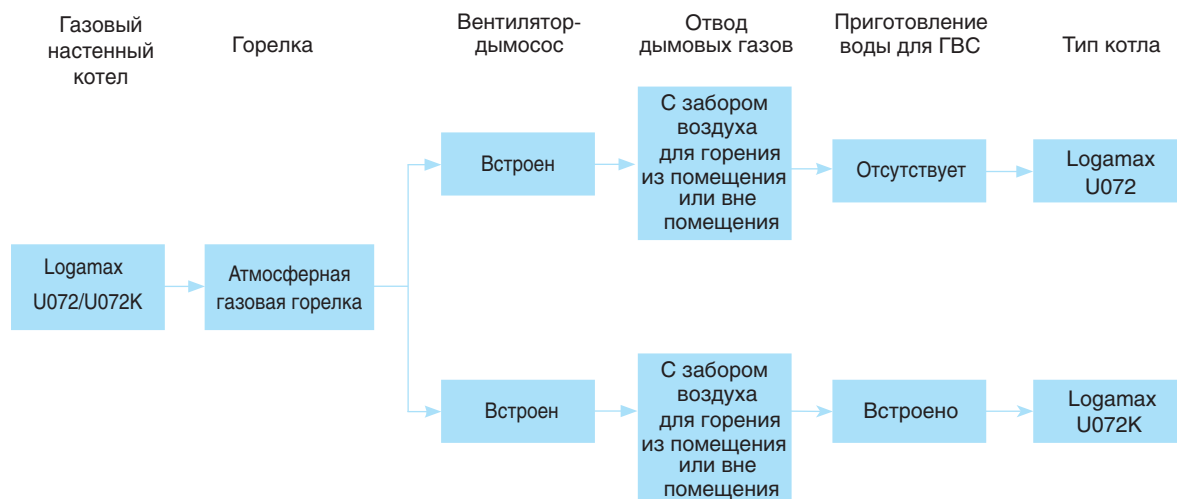 Газовый
настенный
котел
Горелка
Вентилятор-
дымосос
Отвод
дымовых газов
Приготовление
воды для ГВС
Тип котла
Logamax
U072/U072K
Атмосферная
газовая горелка
Встроен
С забором
воздуха
для горения
из помещения
или вне
помещения
Отсутствует
Logamax
U072
Встроен
С забором
воздуха
для горения
из помещения
или вне
помещения
Встроено
Logamax
U072K